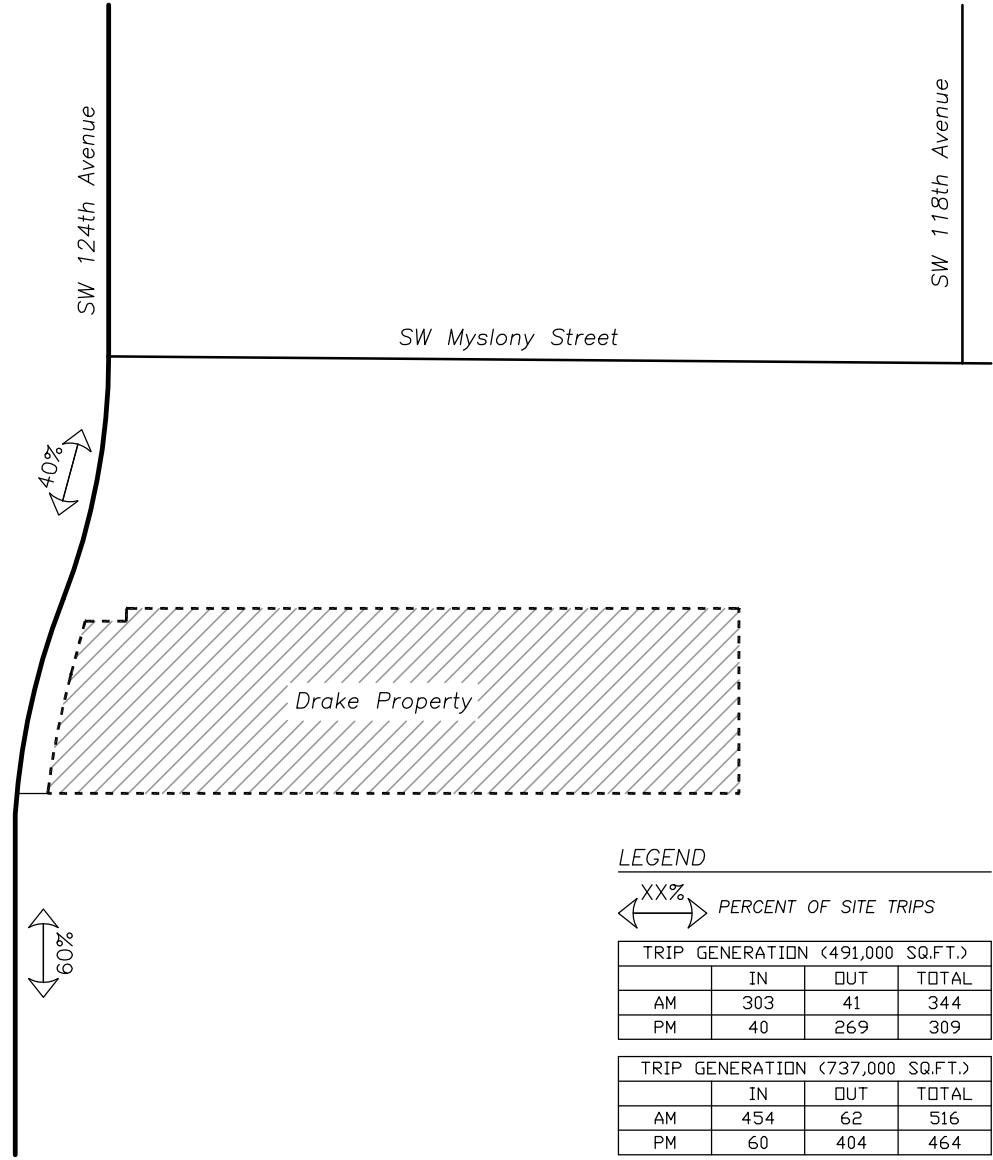 SW 124th Avenue
SW 118th Avenue
SW Myslony Street
40%
Drake Property
60%
LEGEND
XX%
PERCENT OF SITE TRIPS
TRIP GENERATION (491,000 SQ.FT.)
IN OUT TOTAL
AM 303 41 344
PM 40 269 309
TRIP GENERATION (737,000 SQ.FT.)
IN OUT TOTAL
AM 454 62 516
PM 60 404 464